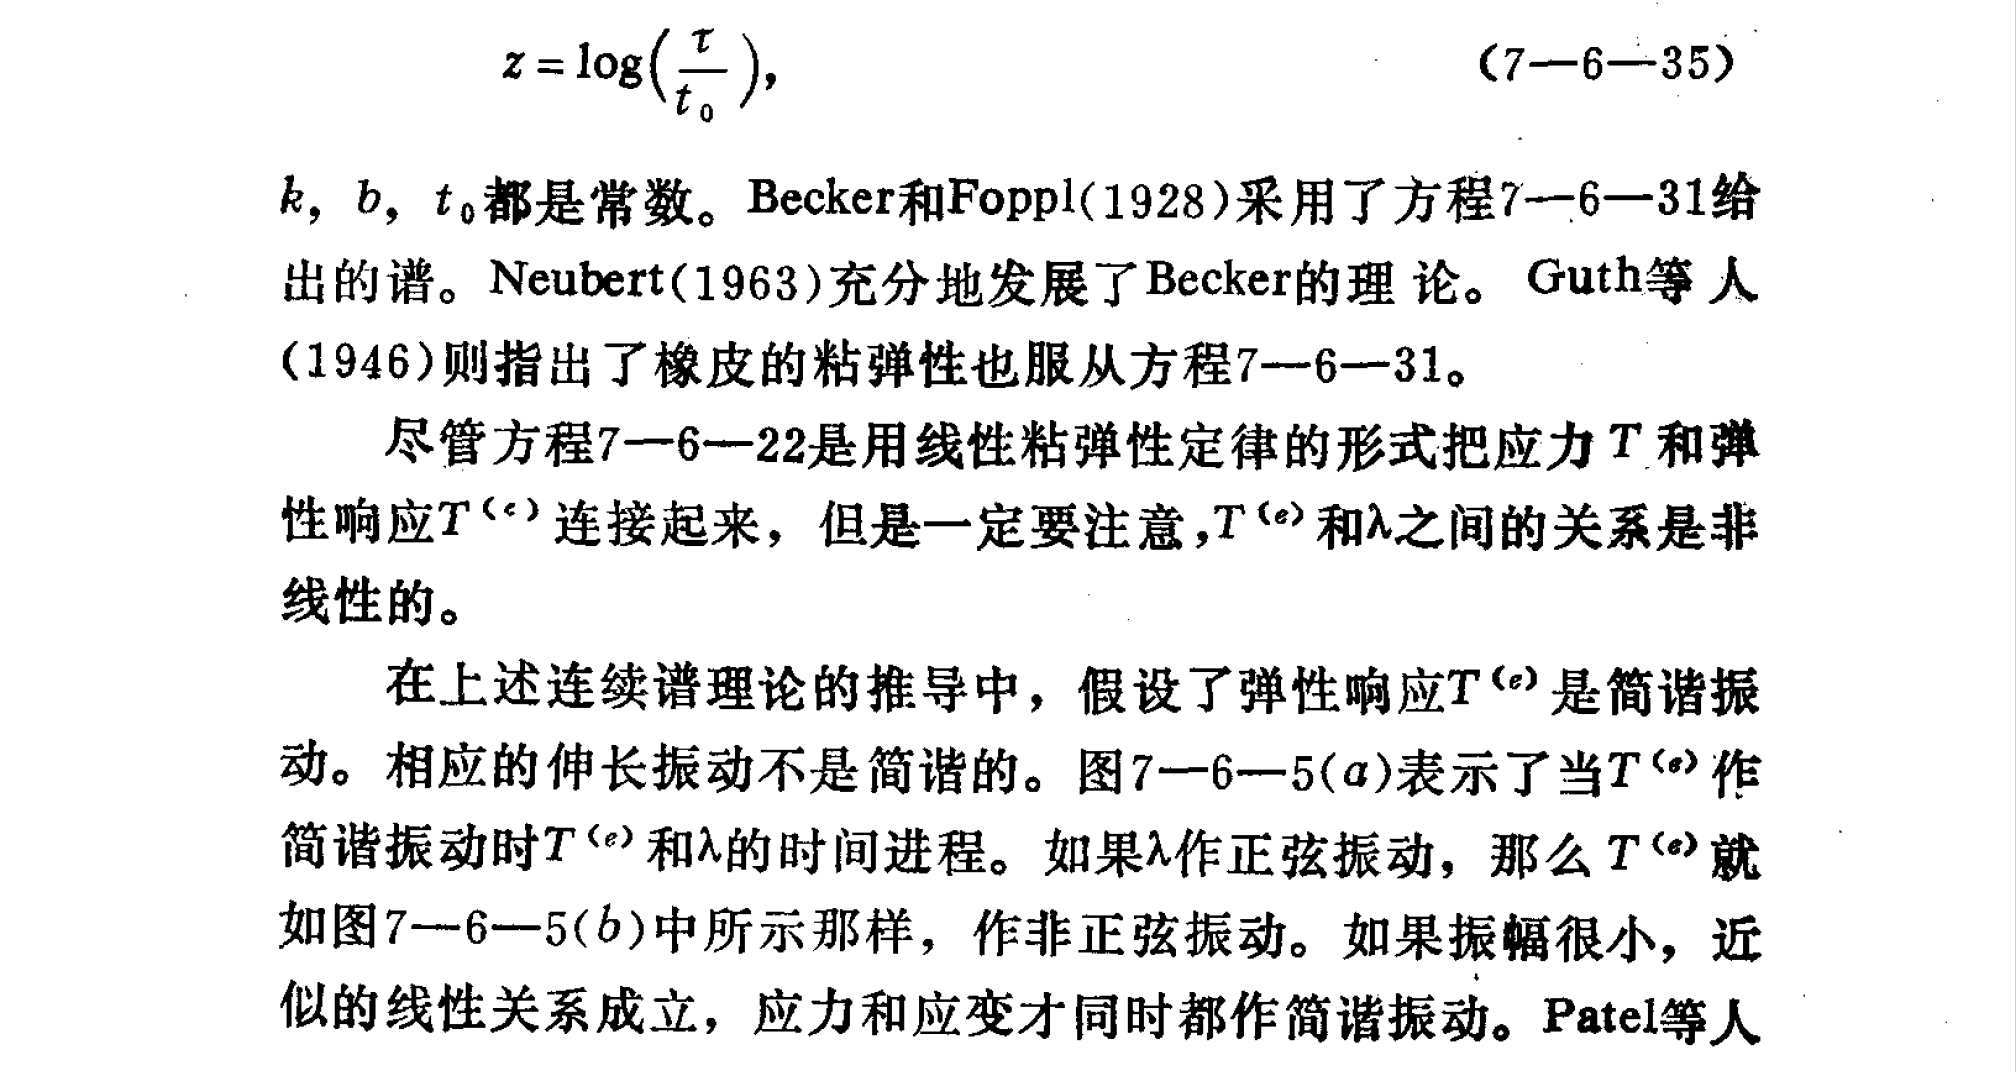 z = log(τ/t₀), (7—6—35)
k, b, t₀都是常数。Becker和Foppl(1928)采用了方程7—6—31给
出的谱。Neubert(1963)充分地发展了Becker的理论。Guth等人
(1946)则指出了橡皮的粘弹性也服从方程7—6—31。
尽管方程7—6—22是用线性粘弹性定律的形式把应力T和弹
性响应T⁽ᵉ⁾连接起来，但是一定要注意,T⁽ᵉ⁾和λ之间的关系是非
线性的。
在上述连续谱理论的推导中，假设了弹性响应T⁽ᵉ⁾是简谐振
动。相应的伸长振动不是简谐的。图7—6—5(a)表示了当T⁽ᵉ⁾作
简谐振动时T⁽ᵉ⁾和λ的时间进程。如果λ作正弦振动，那么T⁽ᵉ⁾就
如图7—6—5(b)中所示那样，作非正弦振动。如果振幅很小，近
似的线性关系成立，应力和应变才同时都作简谐振动。Patel等人